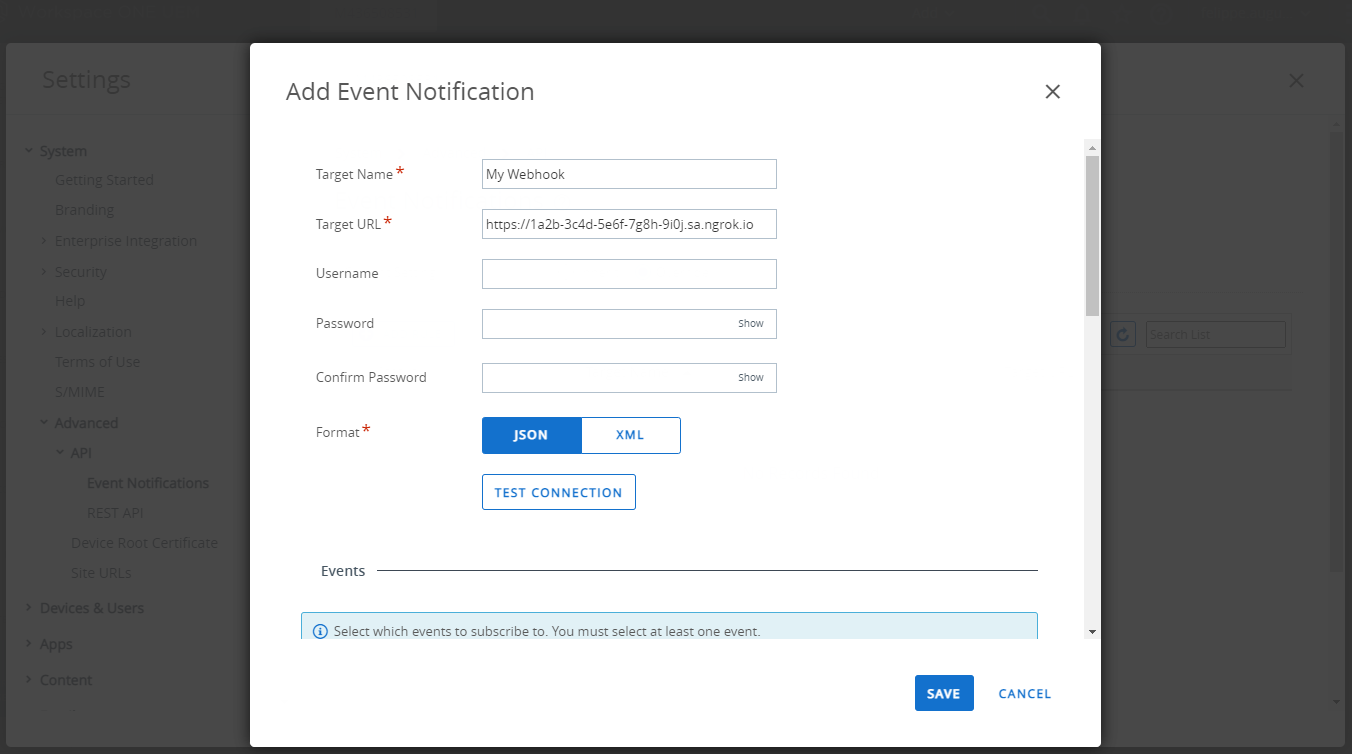 Settings
System
Getting Started
Branding
Enterprise Integration
Security
Help
Localization
Terms of Use
S/MIME
Advanced
API
Event Notifications
REST API
Device Root Certificate
Site URLs
Devices & Users
Apps
Content
Add Event Notification
Target Name*
My Webhook
Target URL*
https://1a2b-3c4d-5e6f-7g8h-9i0j.sa.ngrok.io
Username
Password
Show
Confirm Password
Show
Format*
JSON
XML
TEST CONNECTION
Events
Select which events to subscribe to. You must select at least one event.
SAVE
CANCEL
Search List